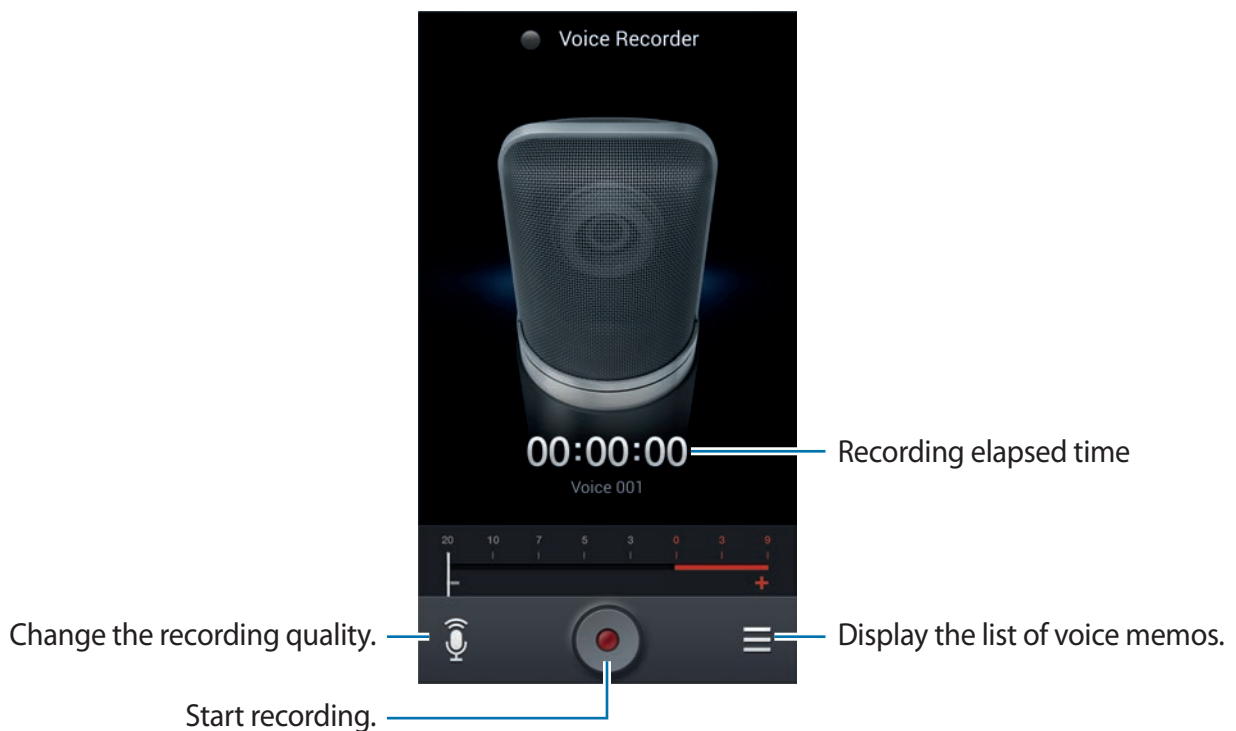 Voice Recorder
00:00:00
Recording elapsed time
Voice 001
20 10 7 5 3 0 3 9
- +
Change the recording quality.
Display the list of voice memos.
Start recording.